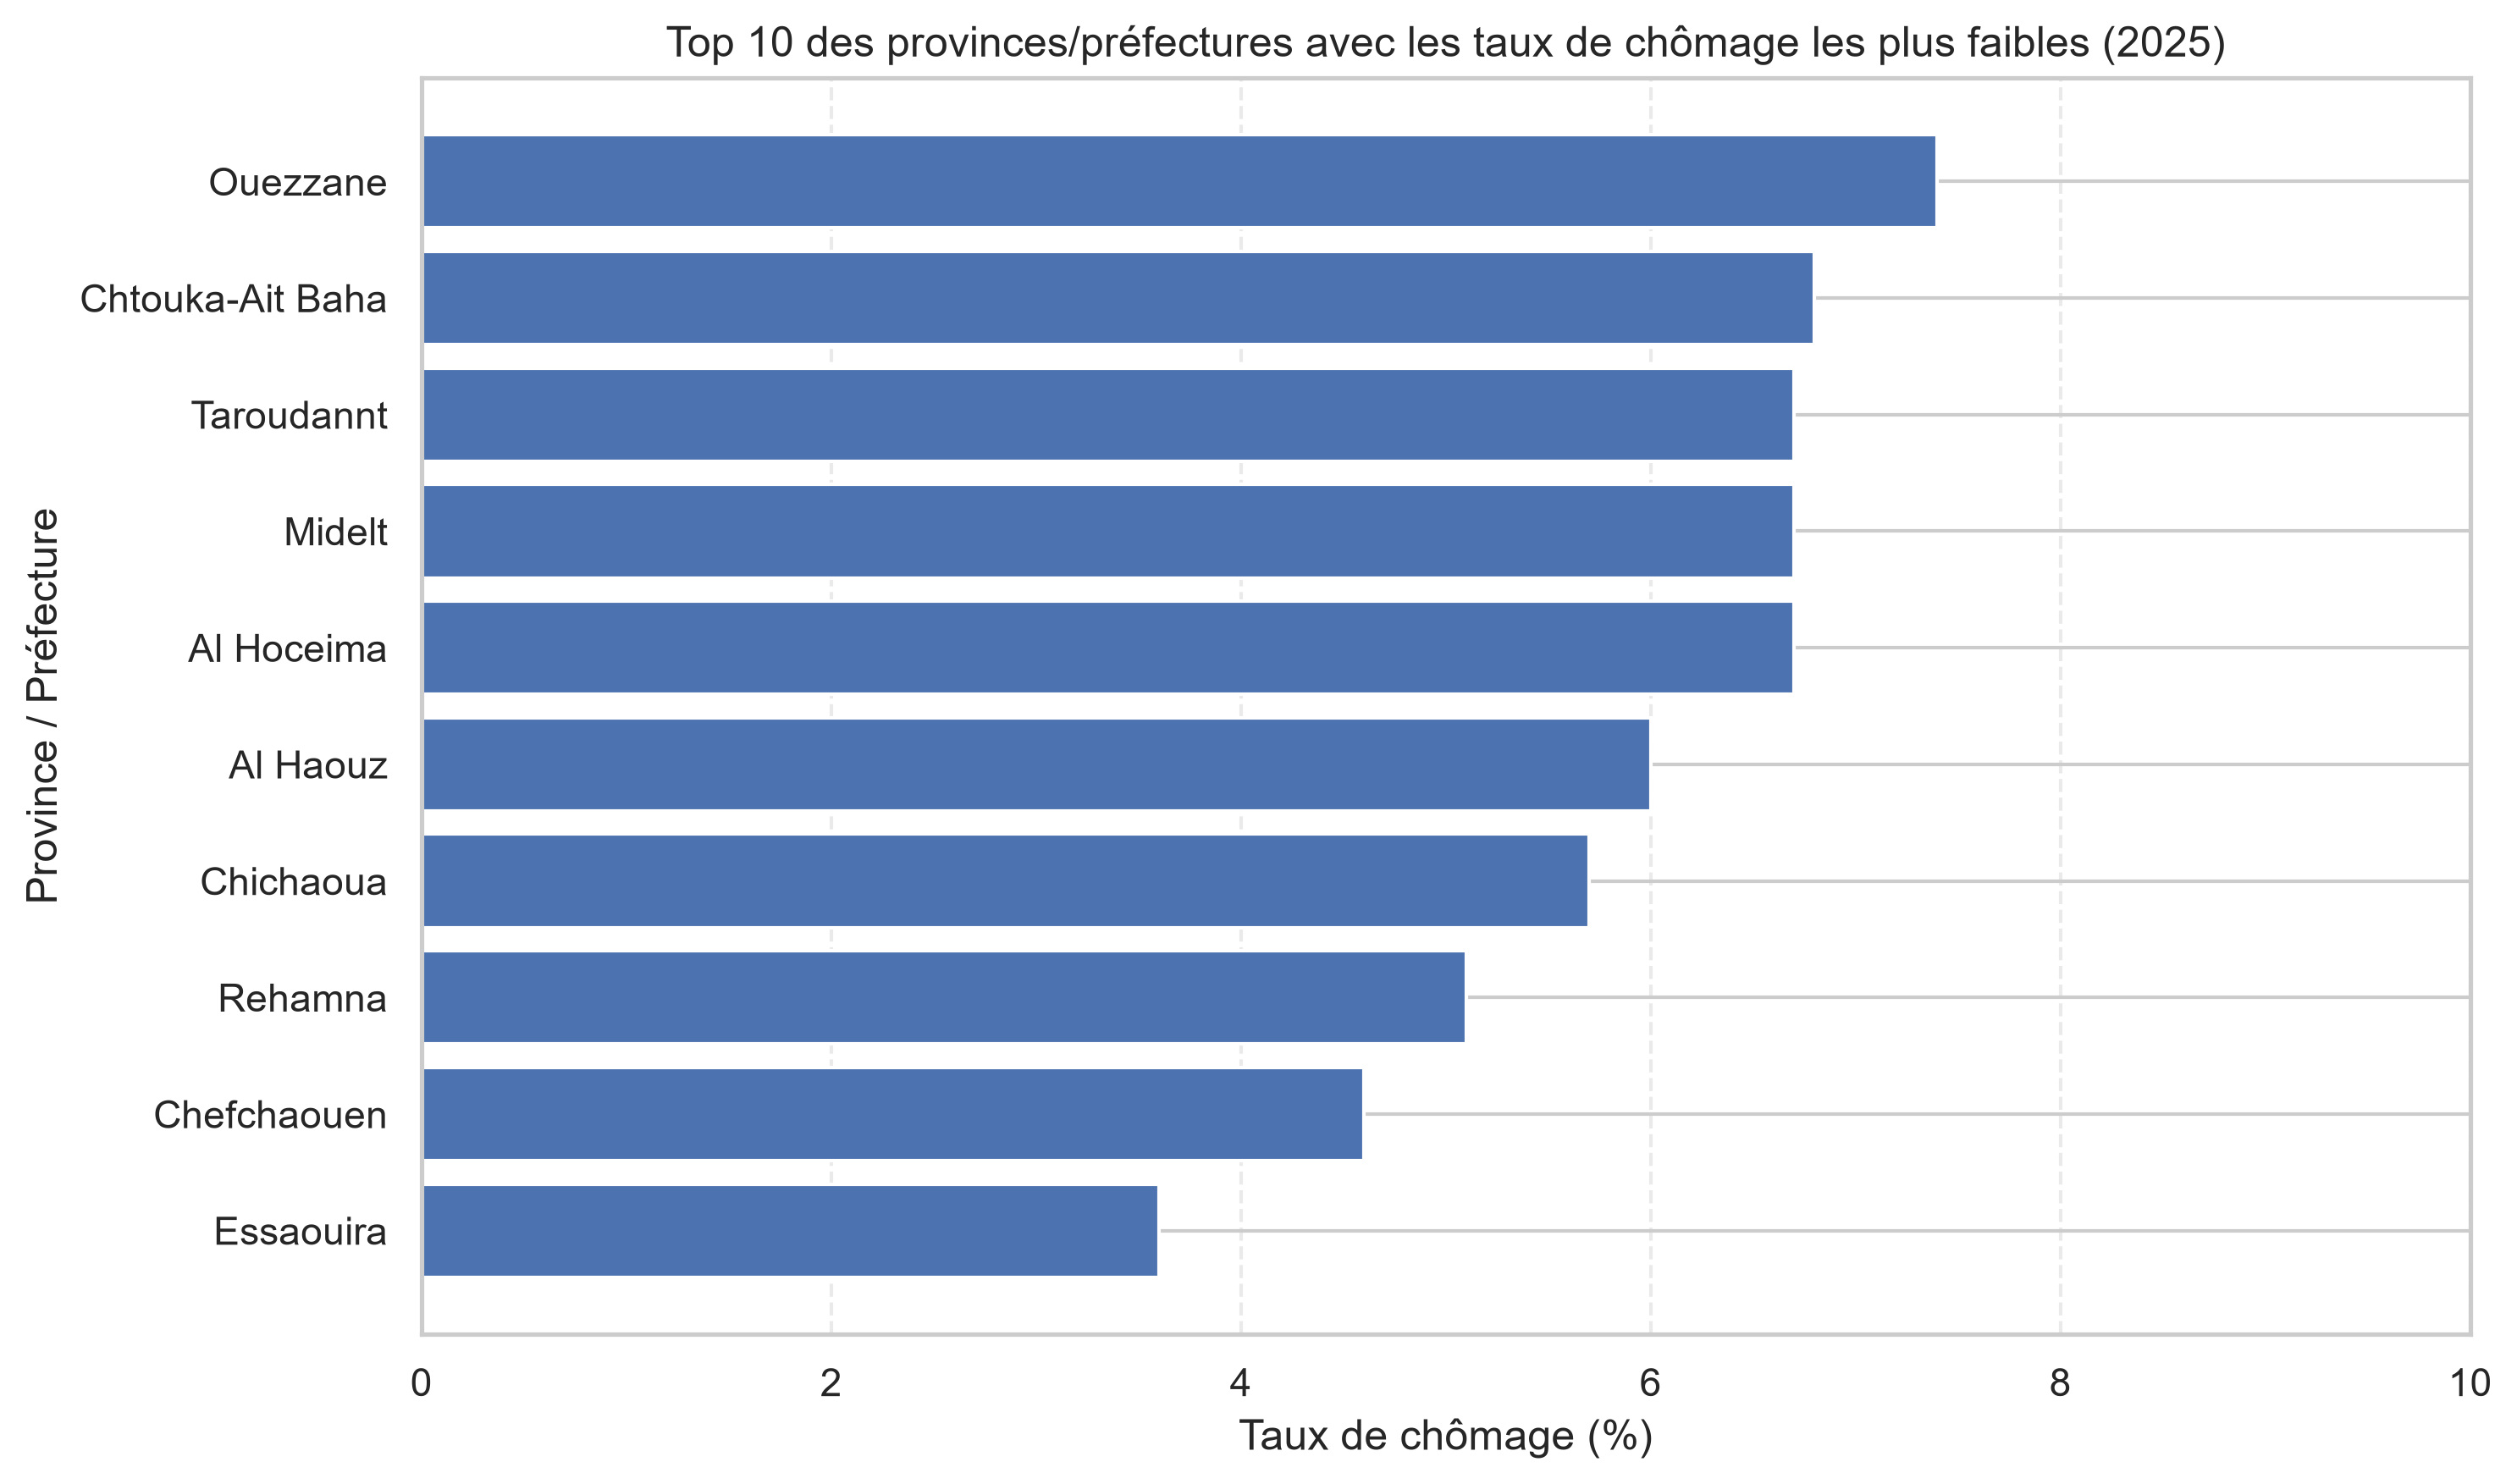 Top 10 des provinces/préfectures avec les taux de chômage les plus faibles (2025)
Province / Préfecture
Ouezzane
Chtouka-Ait Baha
Taroudannt
Midelt
Al Hoceima
Al Haouz
Chichaoua
Rehamna
Chefchaouen
Essaouira
0 2 4 6 8 10
Taux de chômage (%)